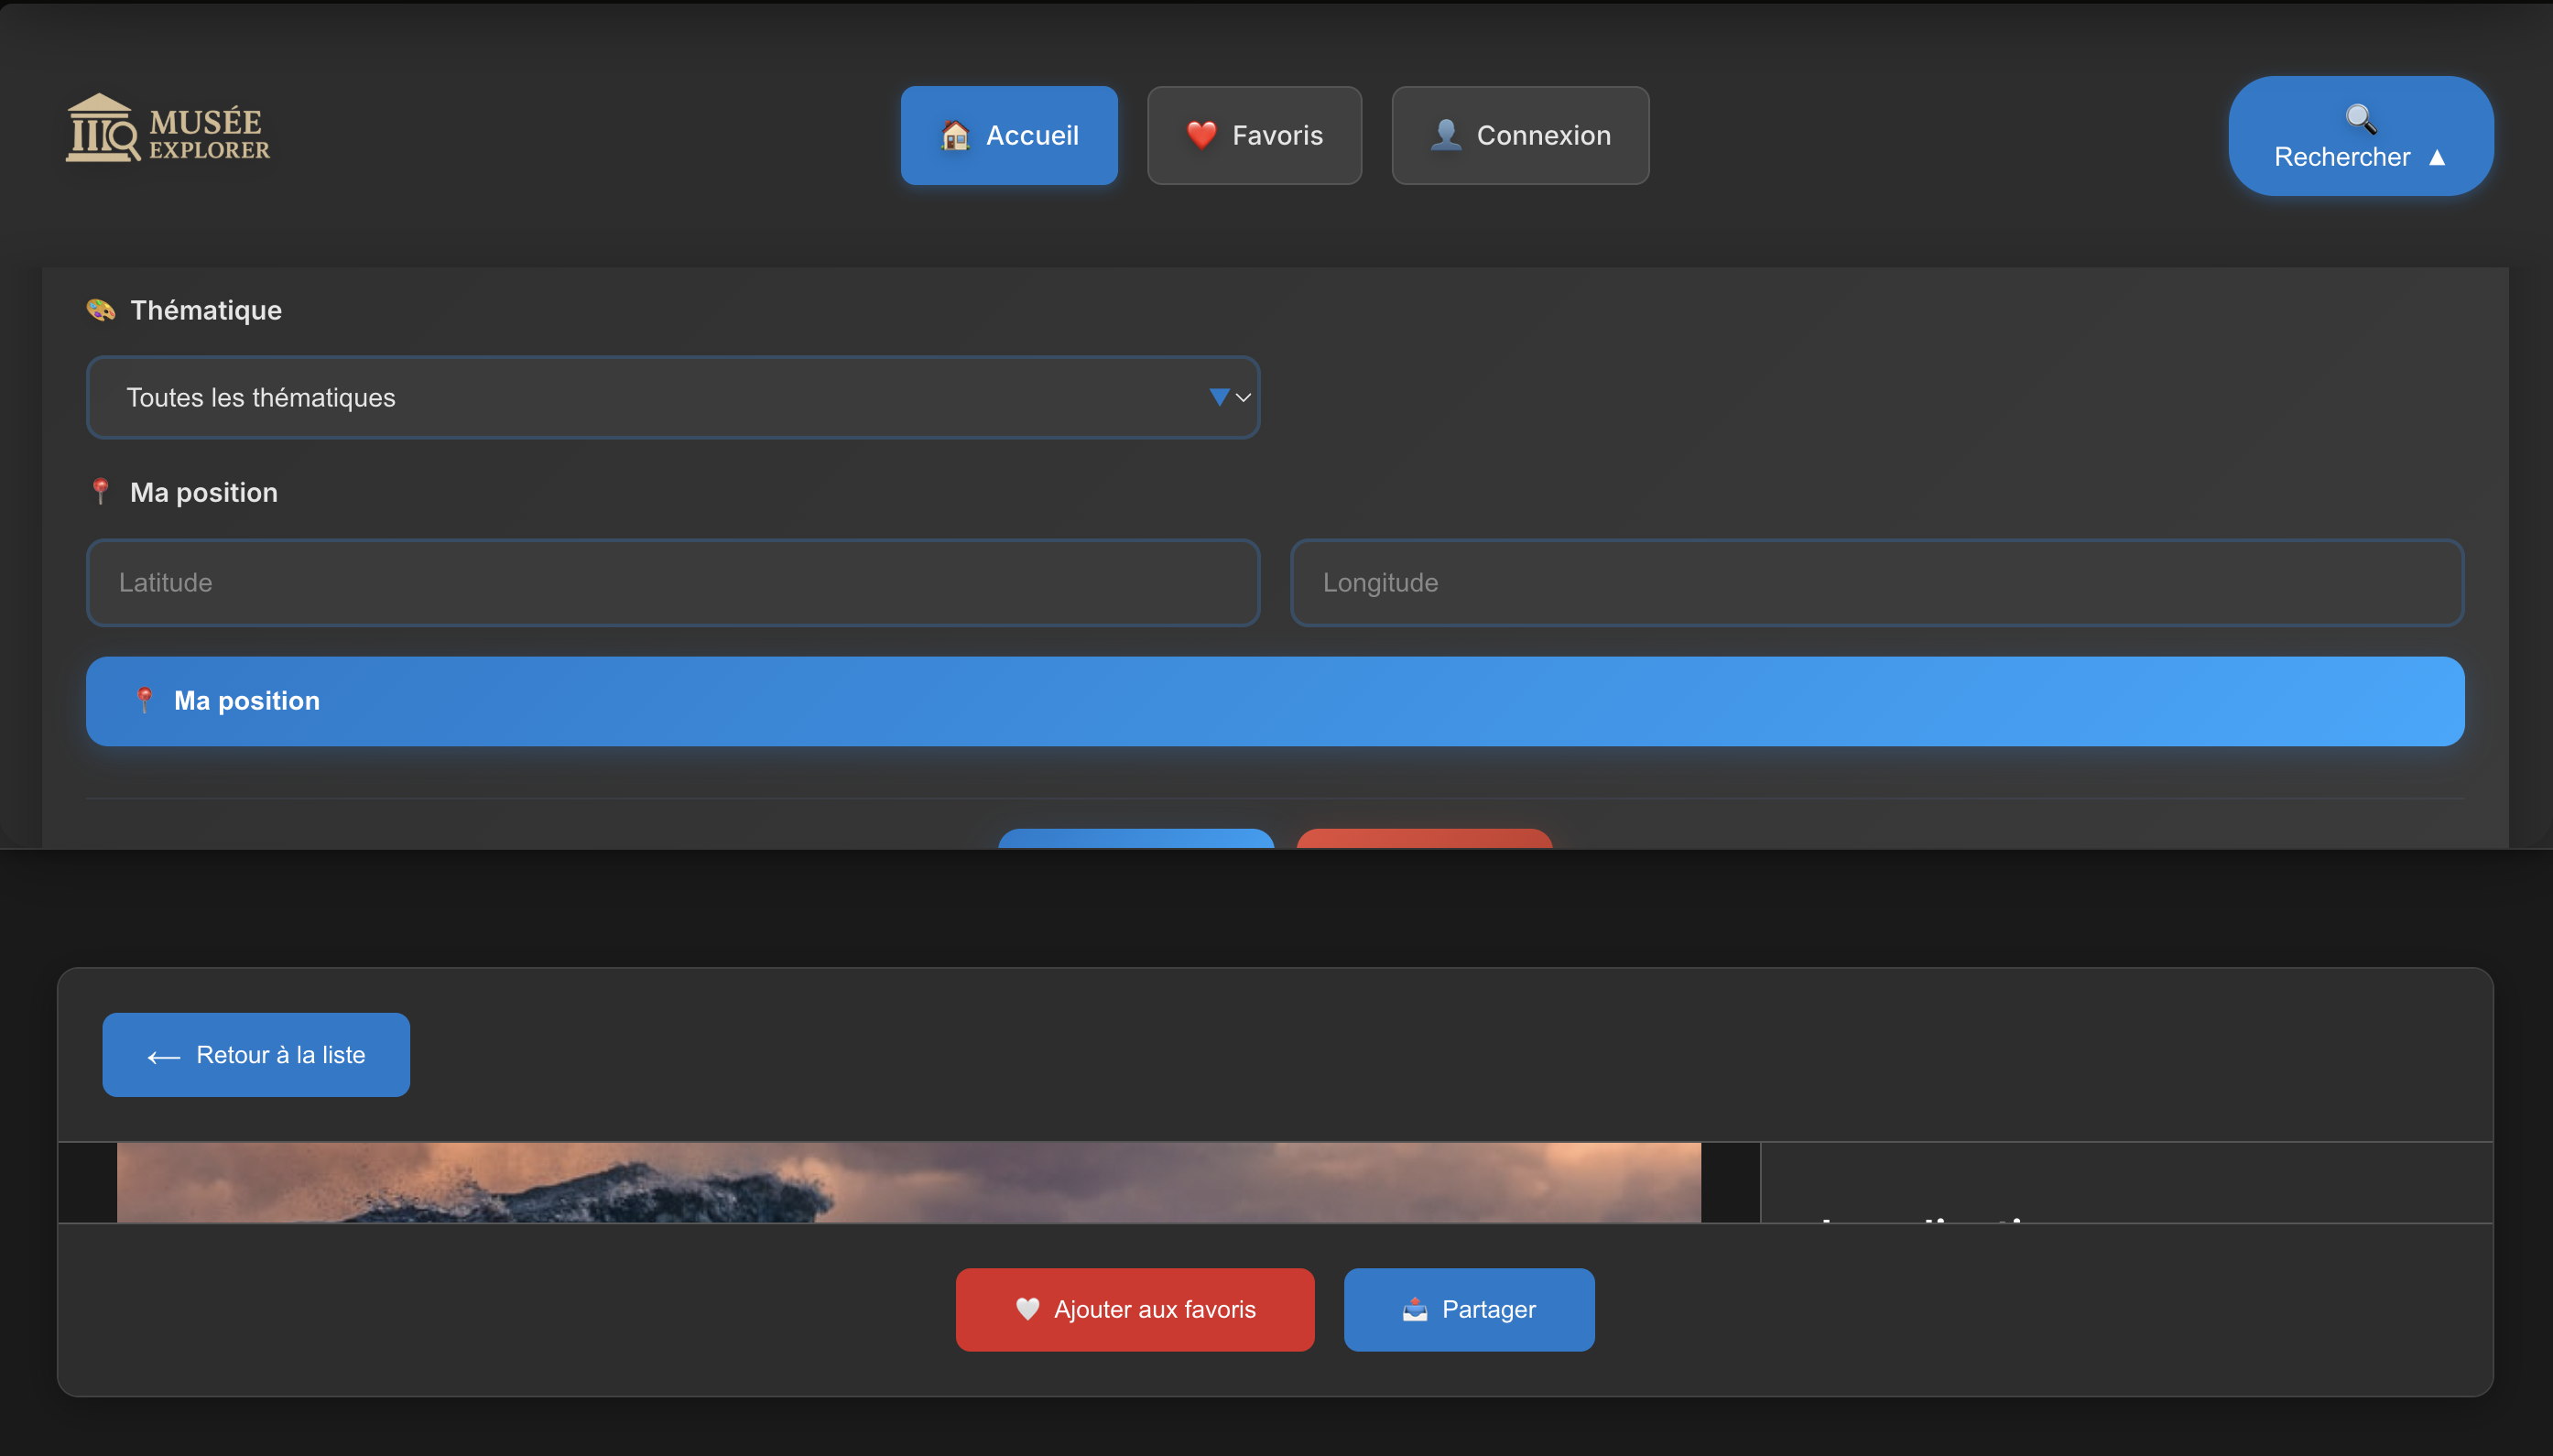 MUSÉE
EXPLORER
Accueil
Favoris
Connexion
Rechercher ▲
Thématique
Toutes les thématiques
Ma position
Latitude
Longitude
Ma position
← Retour à la liste
Ajouter aux favoris
Partager